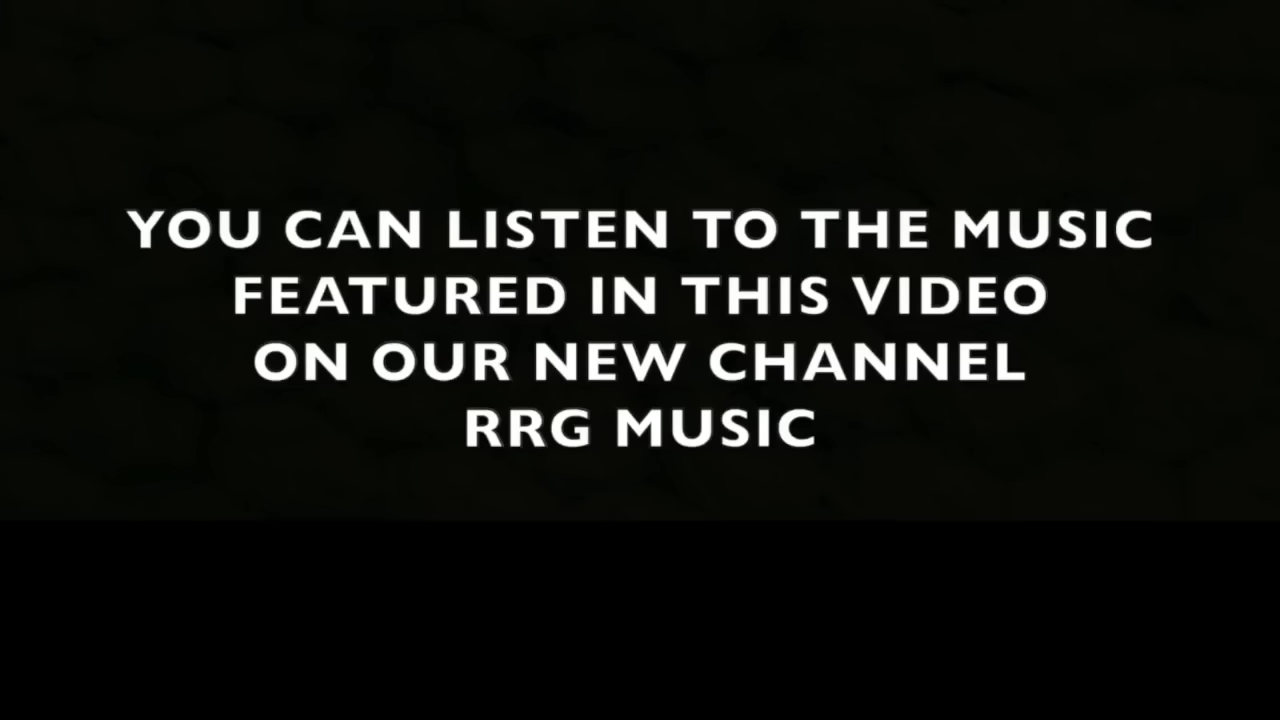 YOU CAN LISTEN TO THE MUSIC
FEATURED IN THIS VIDEO
ON OUR NEW CHANNEL
RRG MUSIC